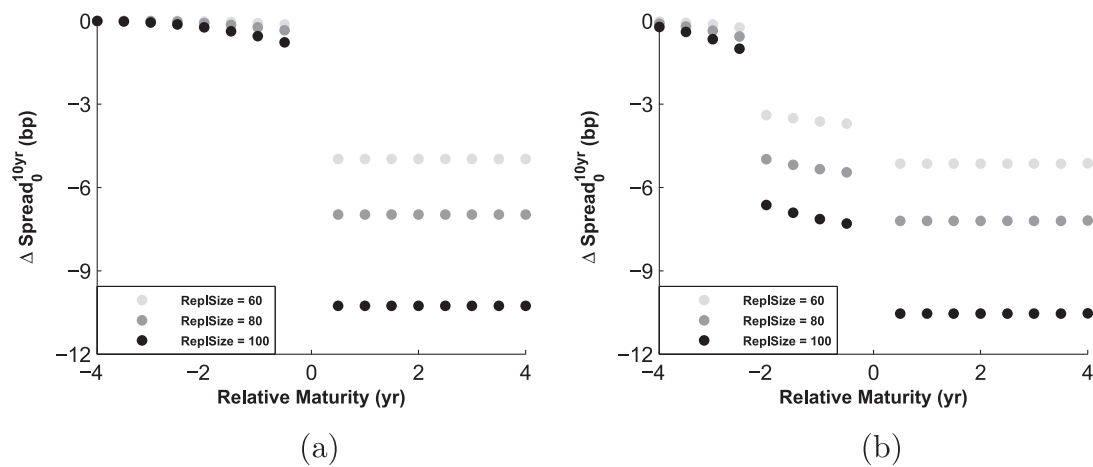 0
−3
−6
−9
−12
Δ Spread₀^10yr (bp)
ReplSize = 60
ReplSize = 80
ReplSize = 100
−4 −2 0 2 4
Relative Maturity (yr)
(a)
0
−3
−6
−9
−12
Δ Spread₀^10yr (bp)
ReplSize = 60
ReplSize = 80
ReplSize = 100
−4 −2 0 2 4
Relative Maturity (yr)
(b)